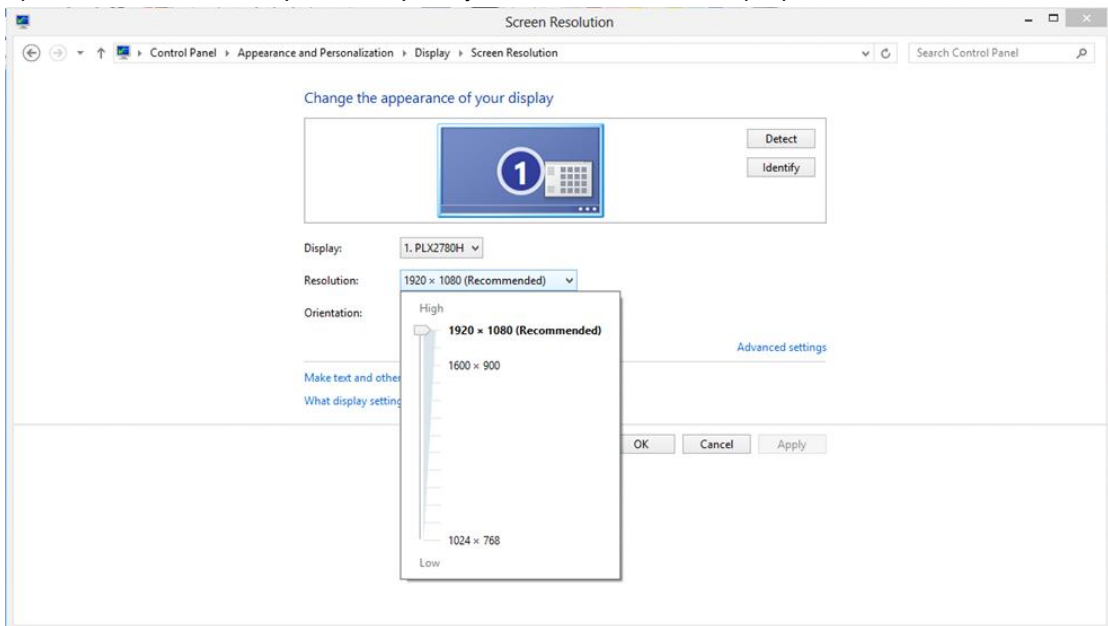 Screen Resolution
Control Panel Appearance and Personalization Display Screen Resolution
Search Control Panel
Change the appearance of your display
1
Detect
Identify
Display: 1. PLX2780H
Resolution: 1920 × 1080 (Recommended)
Orientation:
High
1920 × 1080 (Recommended)
1600 × 900
1024 × 768
Low
Advanced settings
Make text and other
What display setting
OK Cancel Apply